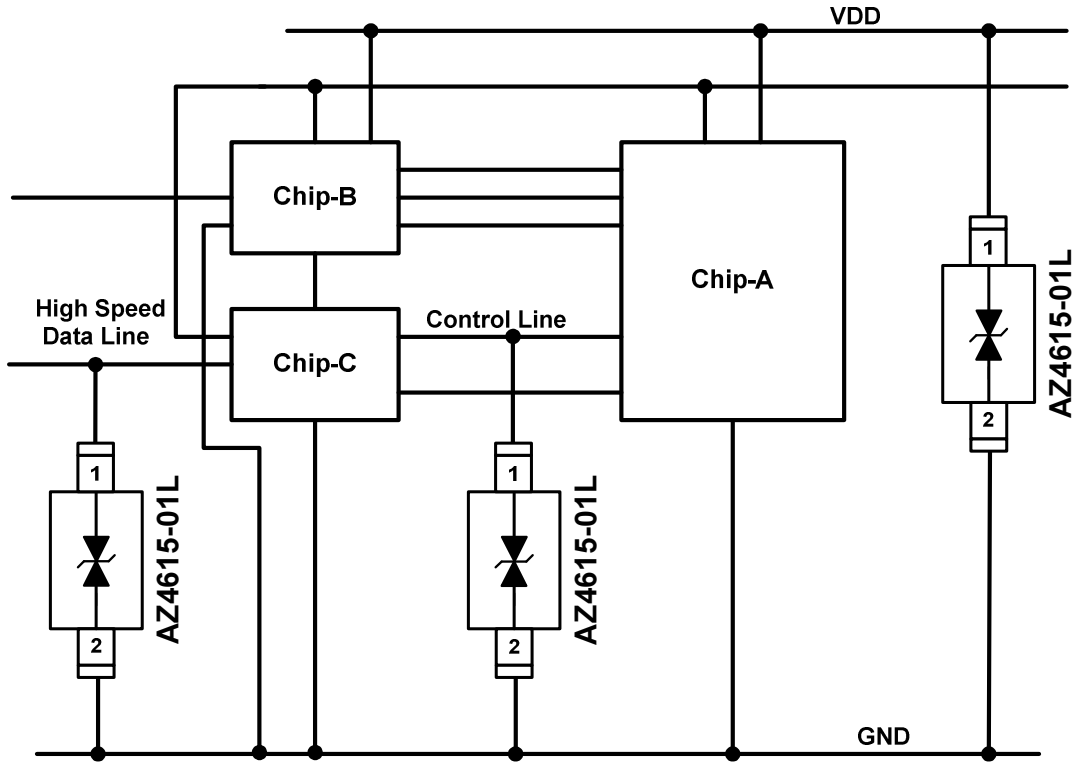 VDD
Chip-B
Chip-A
1
AZ4615-01L
2
High Speed
Data Line
Control Line
Chip-C
1
AZ4615-01L
2
1
AZ4615-01L
2
GND